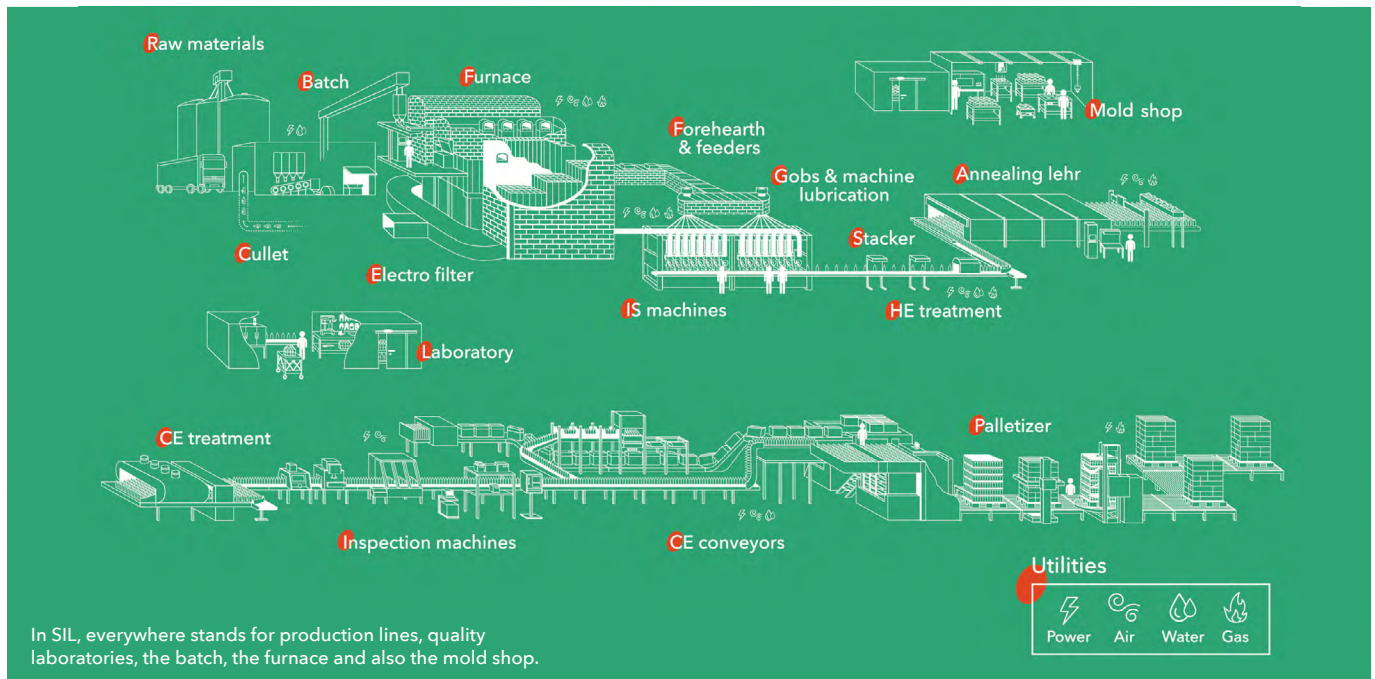 Raw materials
Batch
Furnace
Forehearth
& feeders
Mold shop
Gobs & machine
lubrication
Annealing lehr
Cullet
Electro filter
Stacker
IS machines
HE treatment
Laboratory
CE treatment
Palletizer
Inspection machines
CE conveyors
Utilities
Power Air Water Gas
In SIL, everywhere stands for production lines, quality
laboratories, the batch, the furnace and also the mold shop.